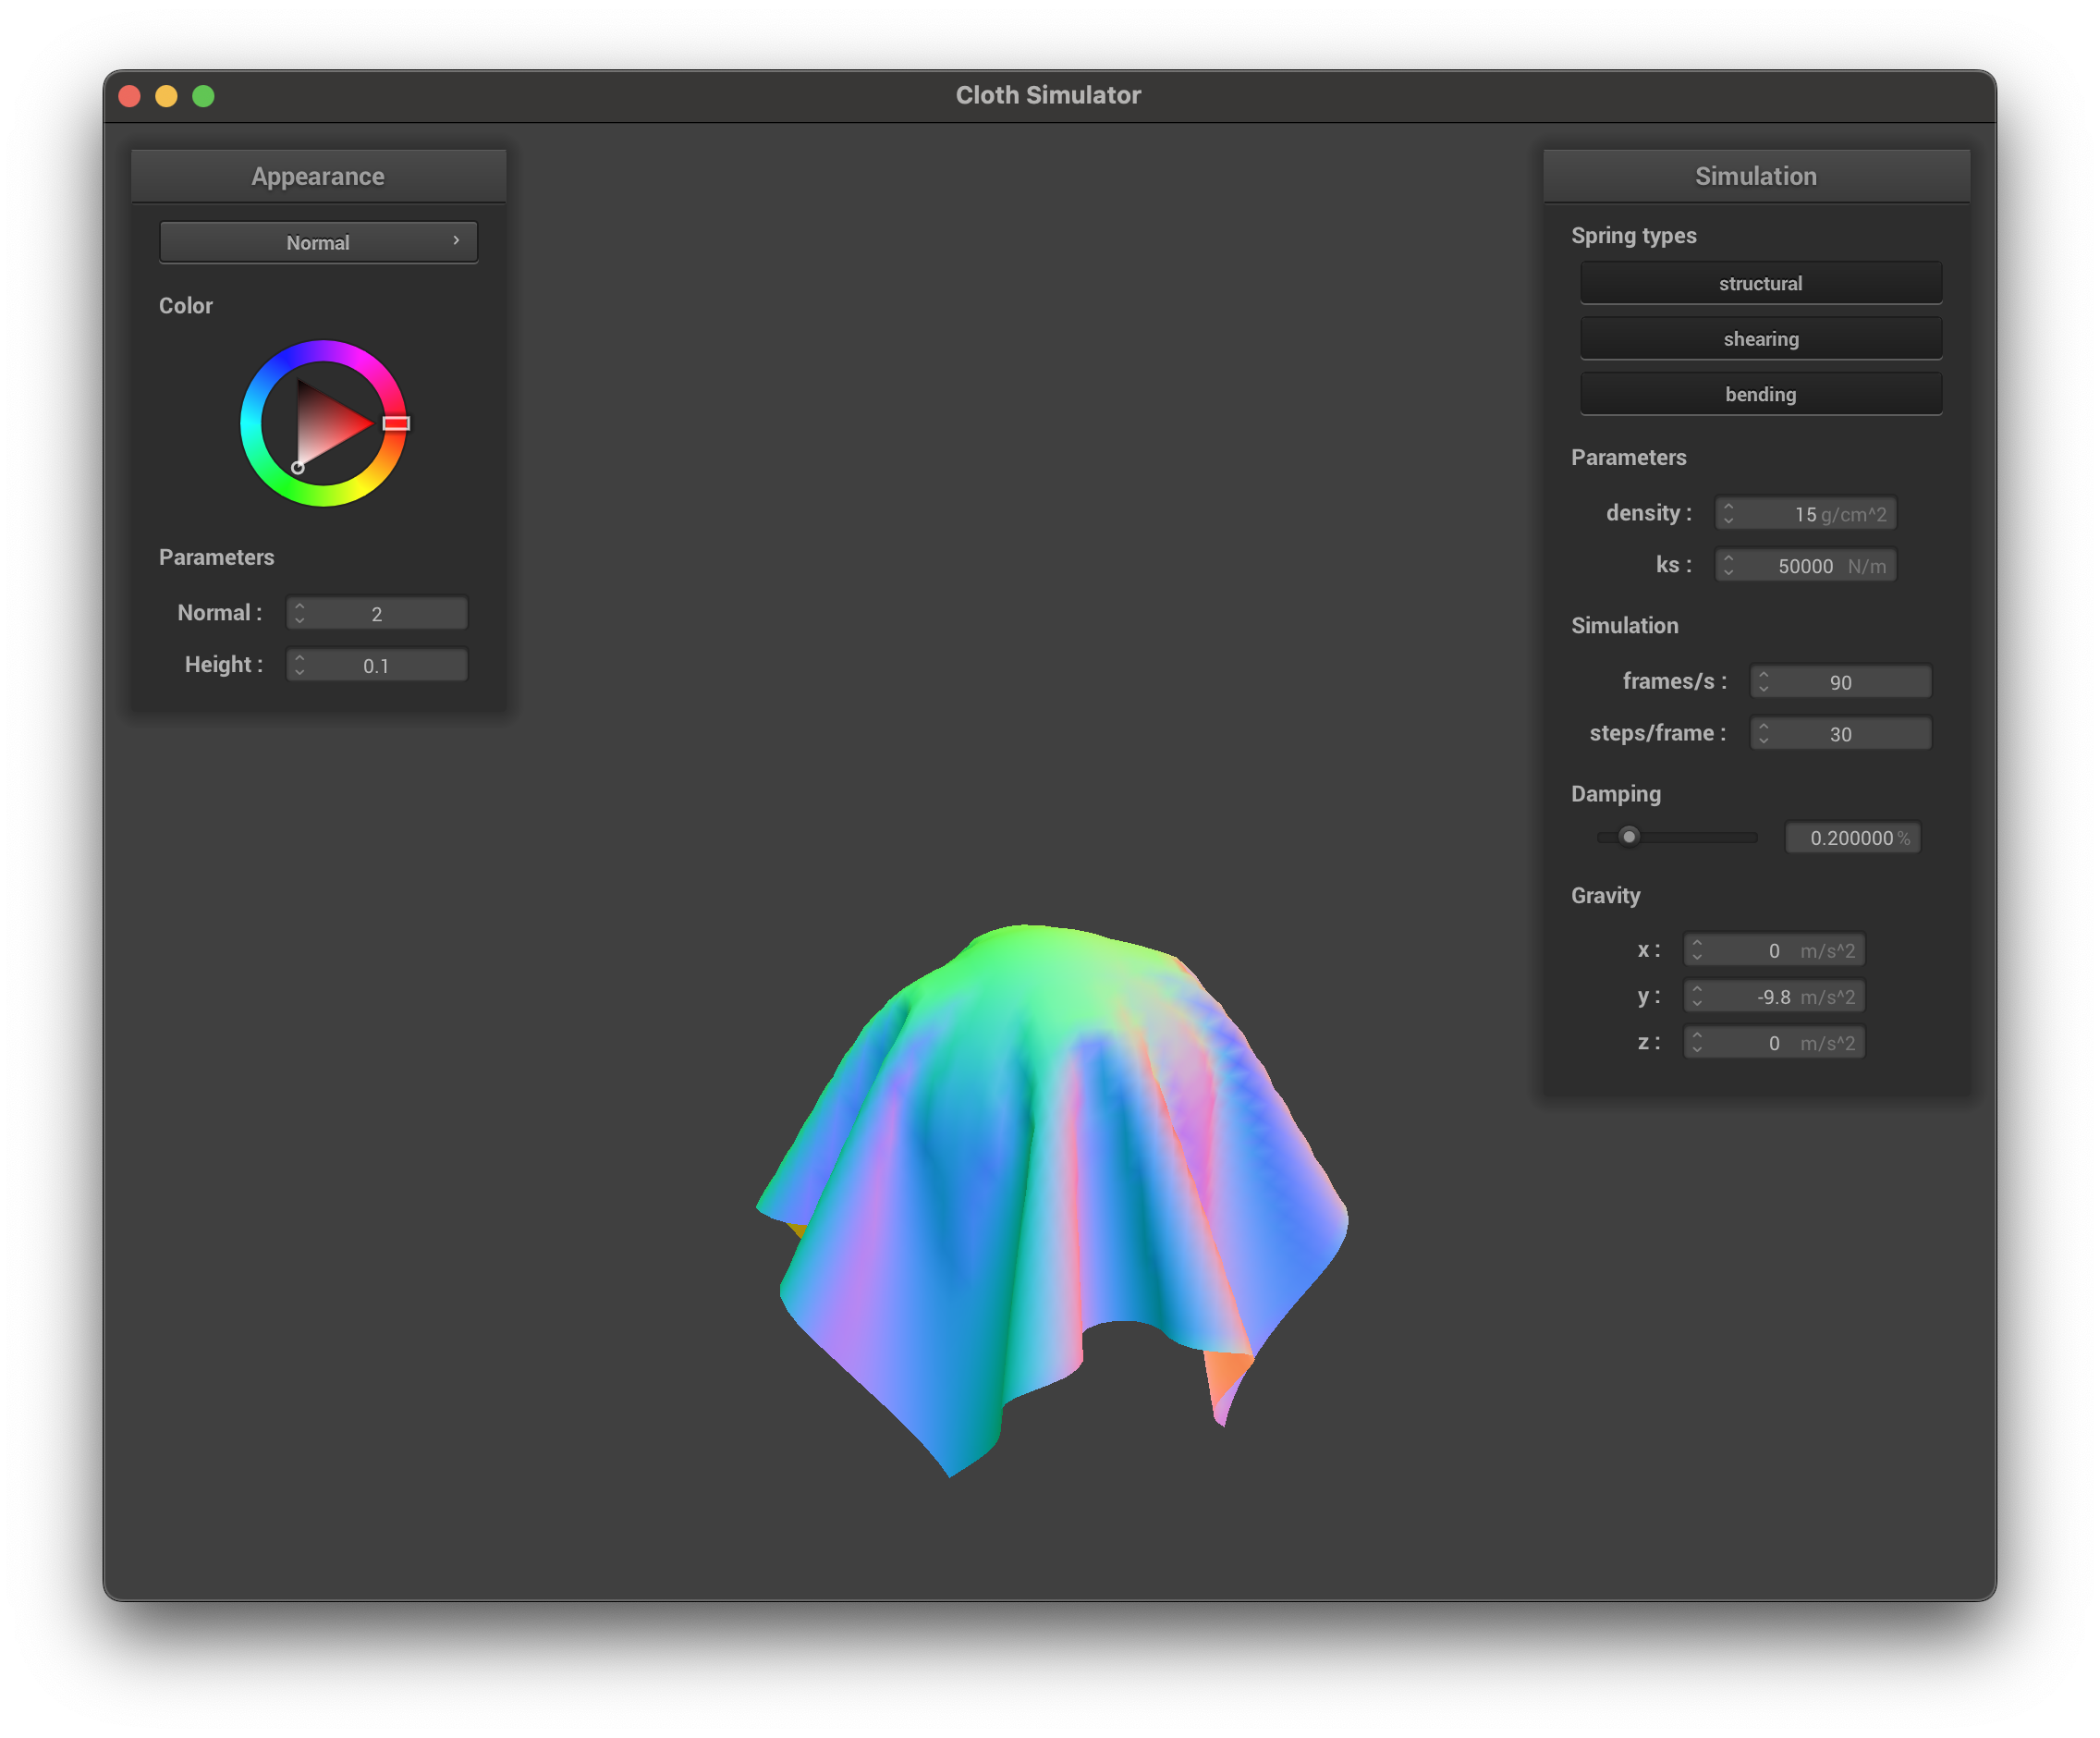 Cloth Simulator
Appearance
Normal
Color
Parameters
Normal : 2
Height : 0.1
Simulation
Spring types
structural
shearing
bending
Parameters
density : 15 g/cm^2
ks : 50000 N/m
Simulation
frames/s : 90
steps/frame : 30
Damping
0.200000 %
Gravity
x : 0 m/s^2
y : -9.8 m/s^2
z : 0 m/s^2